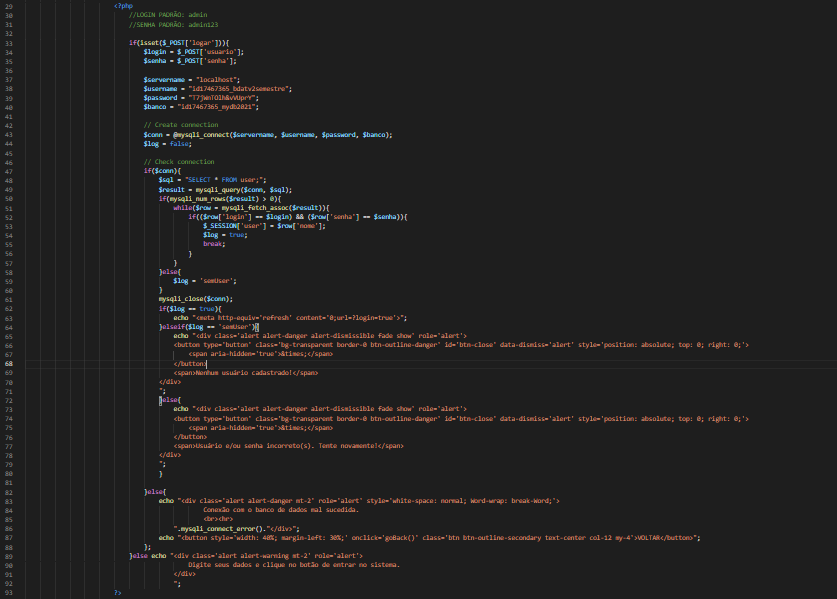 29 <?php
30 //LOGIN PADRÃO: admin
31 //SENHA PADRÃO: admin123
32
33 if(isset($_POST['logar'])){
34 $login = $_POST['usuario'];
35 $senha = $_POST['senha'];
36
37 $servername = "localhost";
38 $username = "id17467365_bdatv2semestre";
39 $password =
40 $banco = "id17467365_mydb2021";
41
42 // Create connection
43 $conn = @mysqli_connect($servername, $username, $password, $banco);
44 $log = false;
45
46 // Check connection
47 if($conn){
48 $sql = "SELECT * FROM user;";
49 $result = mysqli_query($conn, $sql);
50 if(mysqli_num_rows($result) > 0){
51 while($row = mysqli_fetch_assoc($result)){
52 if(($row['login'] == $login) && ($row['senha'] == $senha)){
53 $_SESSION['user'] = $row['nome'];
54 $log = true;
55 break;
56 }
57 }
58 }else{
59 $log = 'semUser';
60 }
61 mysqli_close($conn);
62 if($log == true){
63 echo "<meta http-equiv='refresh' content='0;url=?login=true'>";
64 }elseif($log == 'semUser'){
65 echo "<div class='alert alert-danger alert-dismissible fade show' role='alert'>
66 <button type='button' class='bg-transparent border-0 btn-outline-danger' id='btn-close' data-dismiss='alert' style='position: absolute; top: 0; right: 0;'>
67 <span aria-hidden='true'>&times;</span>
68 </button>
69 <span>Nenhum usuário cadastrado!</span>
70 </div>
71 ";
72 }else{
73 echo "<div class='alert alert-danger alert-dismissible fade show' role='alert'>
74 <button type='button' class='bg-transparent border-0 btn-outline-danger' id='btn-close' data-dismiss='alert' style='position: absolute; top: 0; right: 0;'>
75 <span aria-hidden='true'>&times;</span>
76 </button>
77 <span>Usuário e/ou senha incorreto(s). Tente novamente!</span>
78 </div>
79 ";
80 }
81
82 }else{
83 echo "<div class='alert alert-danger mt-2' role='alert' style='white-space: normal; Word-wrap: break-Word;'>
84 Conexão com o banco de dados mal sucedida.
85 <br><hr>
86 ".mysqli_connect_error()."</div>";
87 echo "<button style='width: 40%; margin-left: 30%;' onclick='goBack()' class='btn btn-outline-secondary text-center col-12 my-4'>VOLTAR</button>";
88 };
89 }else echo "<div class='alert alert-warning mt-2' role='alert'>
90 Digite seus dados e clique no botão de entrar no sistema.
91 </div>
92 ";
93 ?>